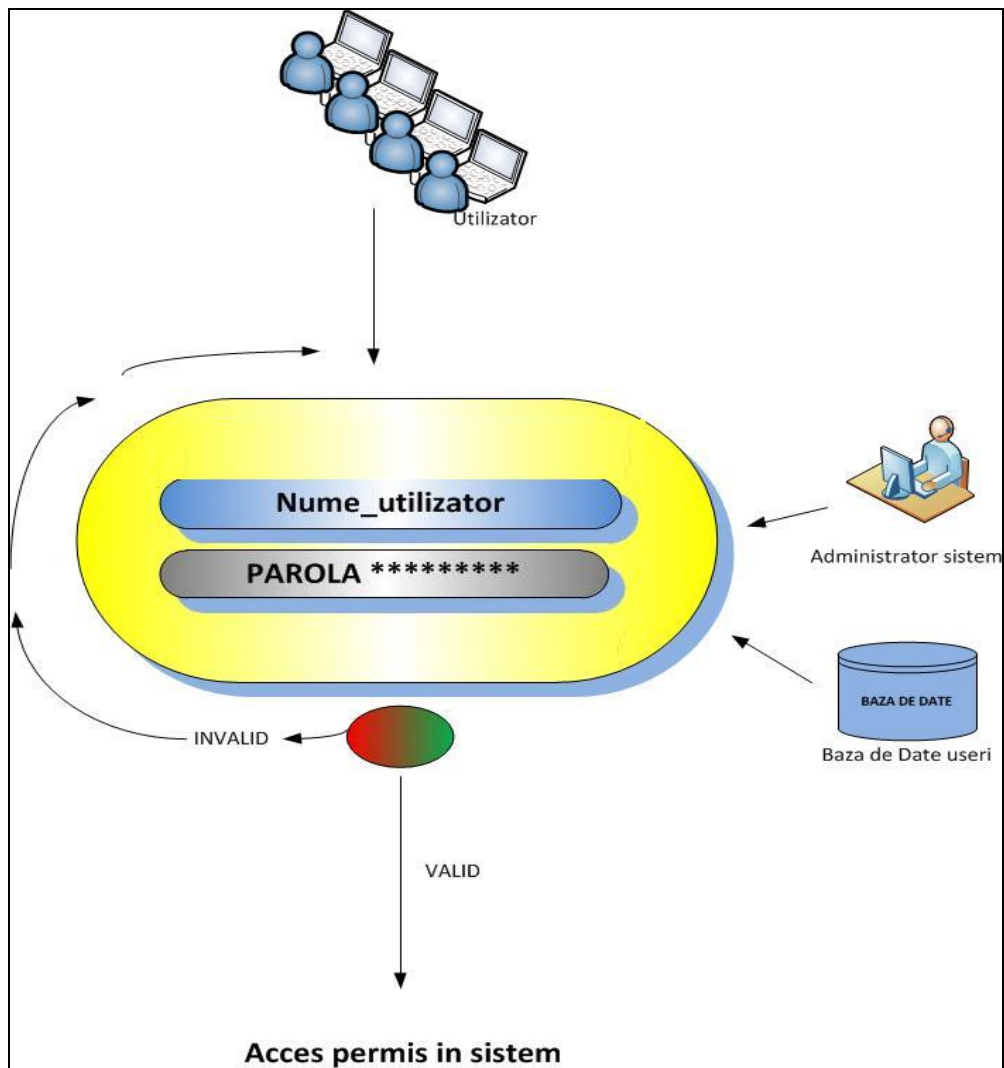 Utilizator
Nume_utilizator
PAROLA *********
Administrator sistem
BAZA DE DATE
Baza de Date useri
INVALID
VALID
Acces permis in sistem